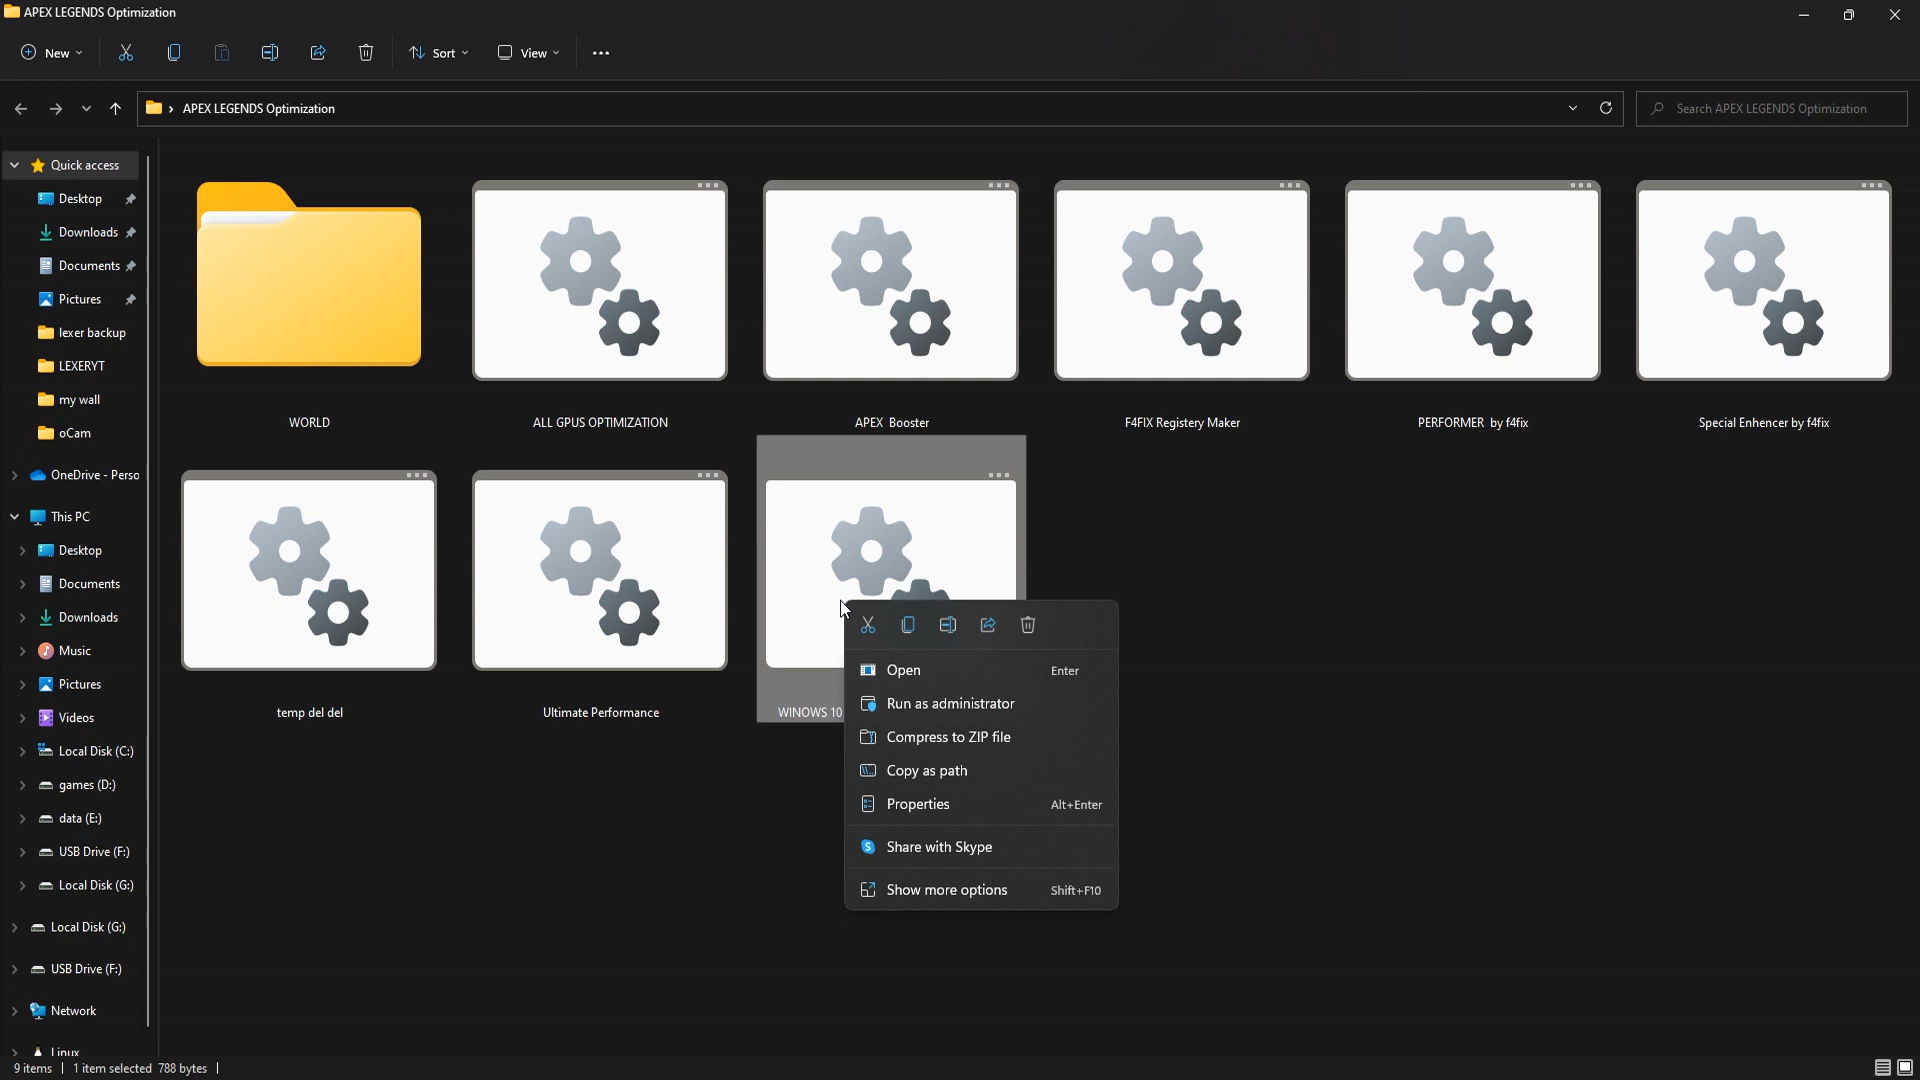 APEX LEGENDS Optimization
New
Sort
View
APEX LEGENDS Optimization
Search APEX LEGENDS Optimization
Quick access
Desktop
Downloads
Documents
Pictures
lexer backup
LEXERYT
my wall
oCam
OneDrive - Perso
This PC
Desktop
Documents
Downloads
Music
Pictures
Videos
Local Disk (C:)
games (D:)
data (E:)
USB Drive (F:)
Local Disk (G:)
Local Disk (G:)
USB Drive (F:)
Network
Linux
WORLD
ALL GPUS OPTIMIZATION
APEX Booster
F4FIX Registery Maker
PERFORMER by f4fix
Special Enhencer by f4fix
temp del del
Ultimate Performance
WINOWS 10
Open Enter
Run as administrator
Compress to ZIP file
Copy as path
Properties Alt+Enter
Share with Skype
Show more options Shift+F10
9 items 1 item selected 788 bytes